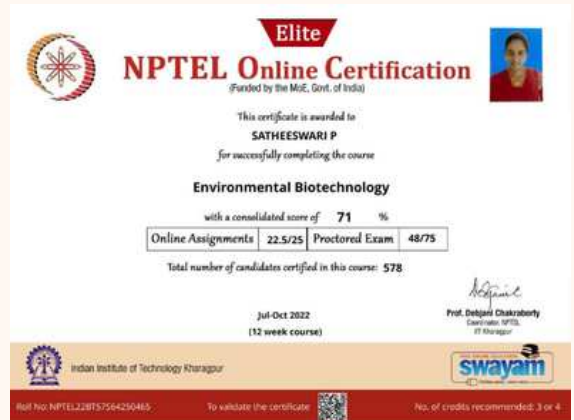 Elite
NPTEL Online Certification
(Funded by the MoE, Govt. of India)
This certificate is awarded to
SATHEESWARI P
for successfully completing the course
Environmental Biotechnology
with a consolidated score of 71 %
Online Assignments 22.5/25 Proctored Exam 48/75
Total number of candidates certified in this course: 578
Jul-Oct 2022
(12 week course)
Prof. Debjani Chakraborty
Coordinator, NPTEL
IIT Kharagpur
Indian Institute of Technology Kharagpur
swayam
Roll No: NPTEL22BT57S64250465 To validate the certificate No. of credits recommended: 3 or 4